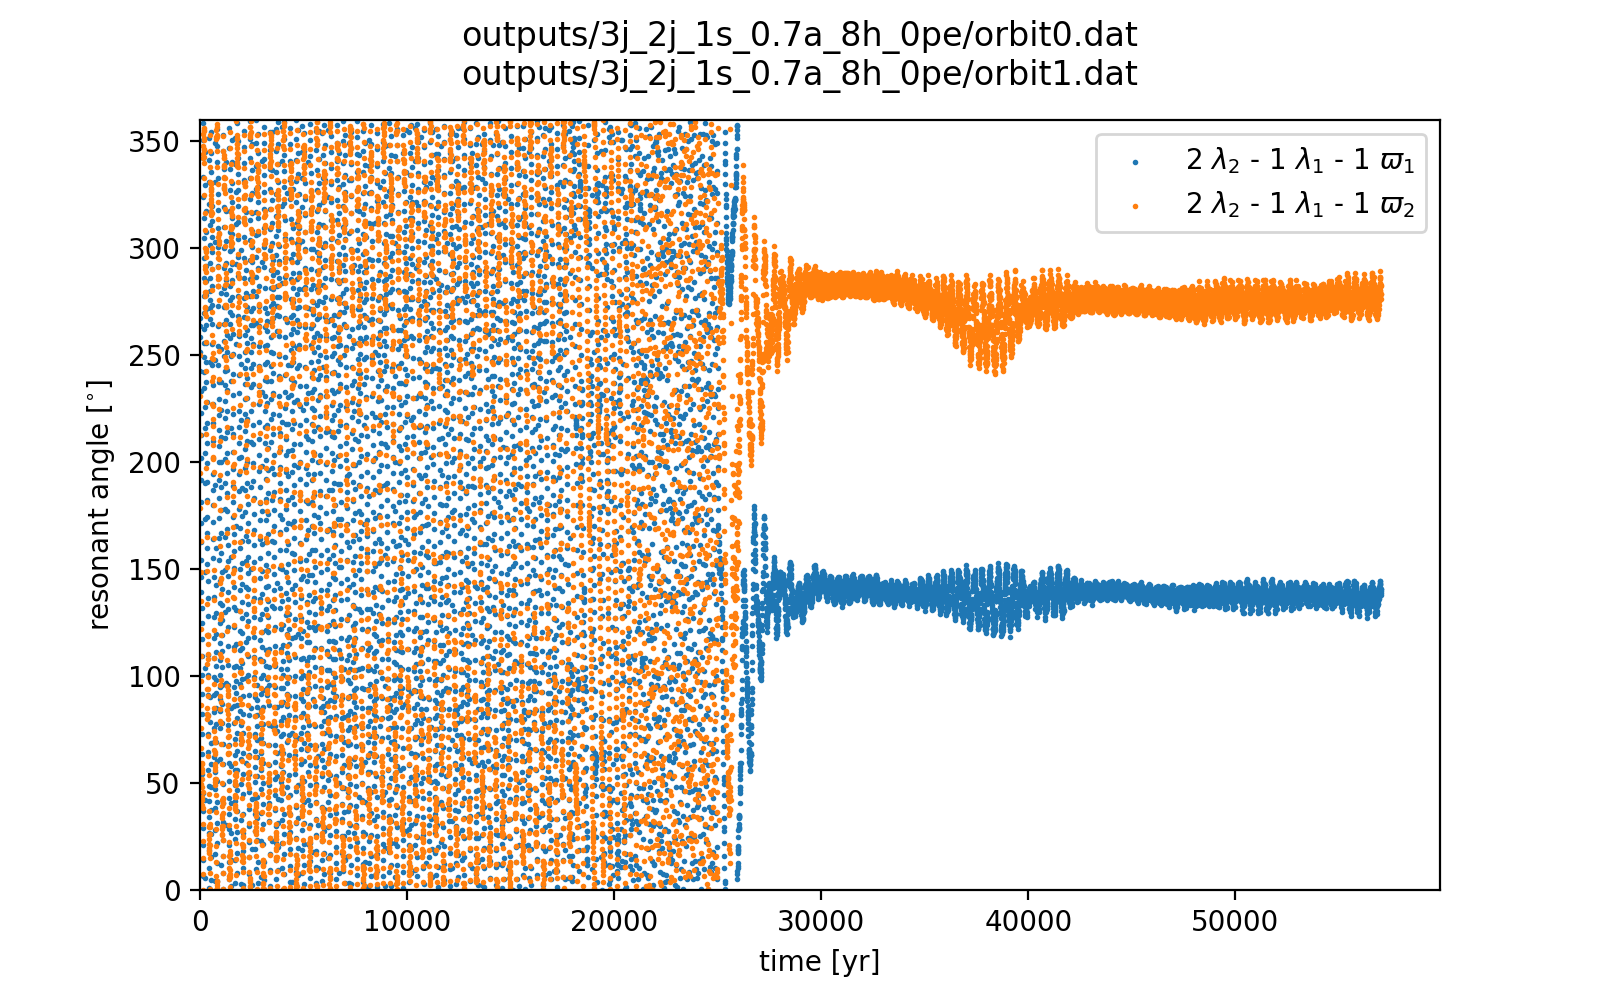 outputs/3j_2j_1s_0.7a_8h_0pe/orbit0.dat
outputs/3j_2j_1s_0.7a_8h_0pe/orbit1.dat
350
300
250
200
150
100
50
0
resonant angle [°]
2 λ₂ - 1 λ₁ - 1 ϖ₁
2 λ₂ - 1 λ₁ - 1 ϖ₂
0 10000 20000 30000 40000 50000
time [yr]